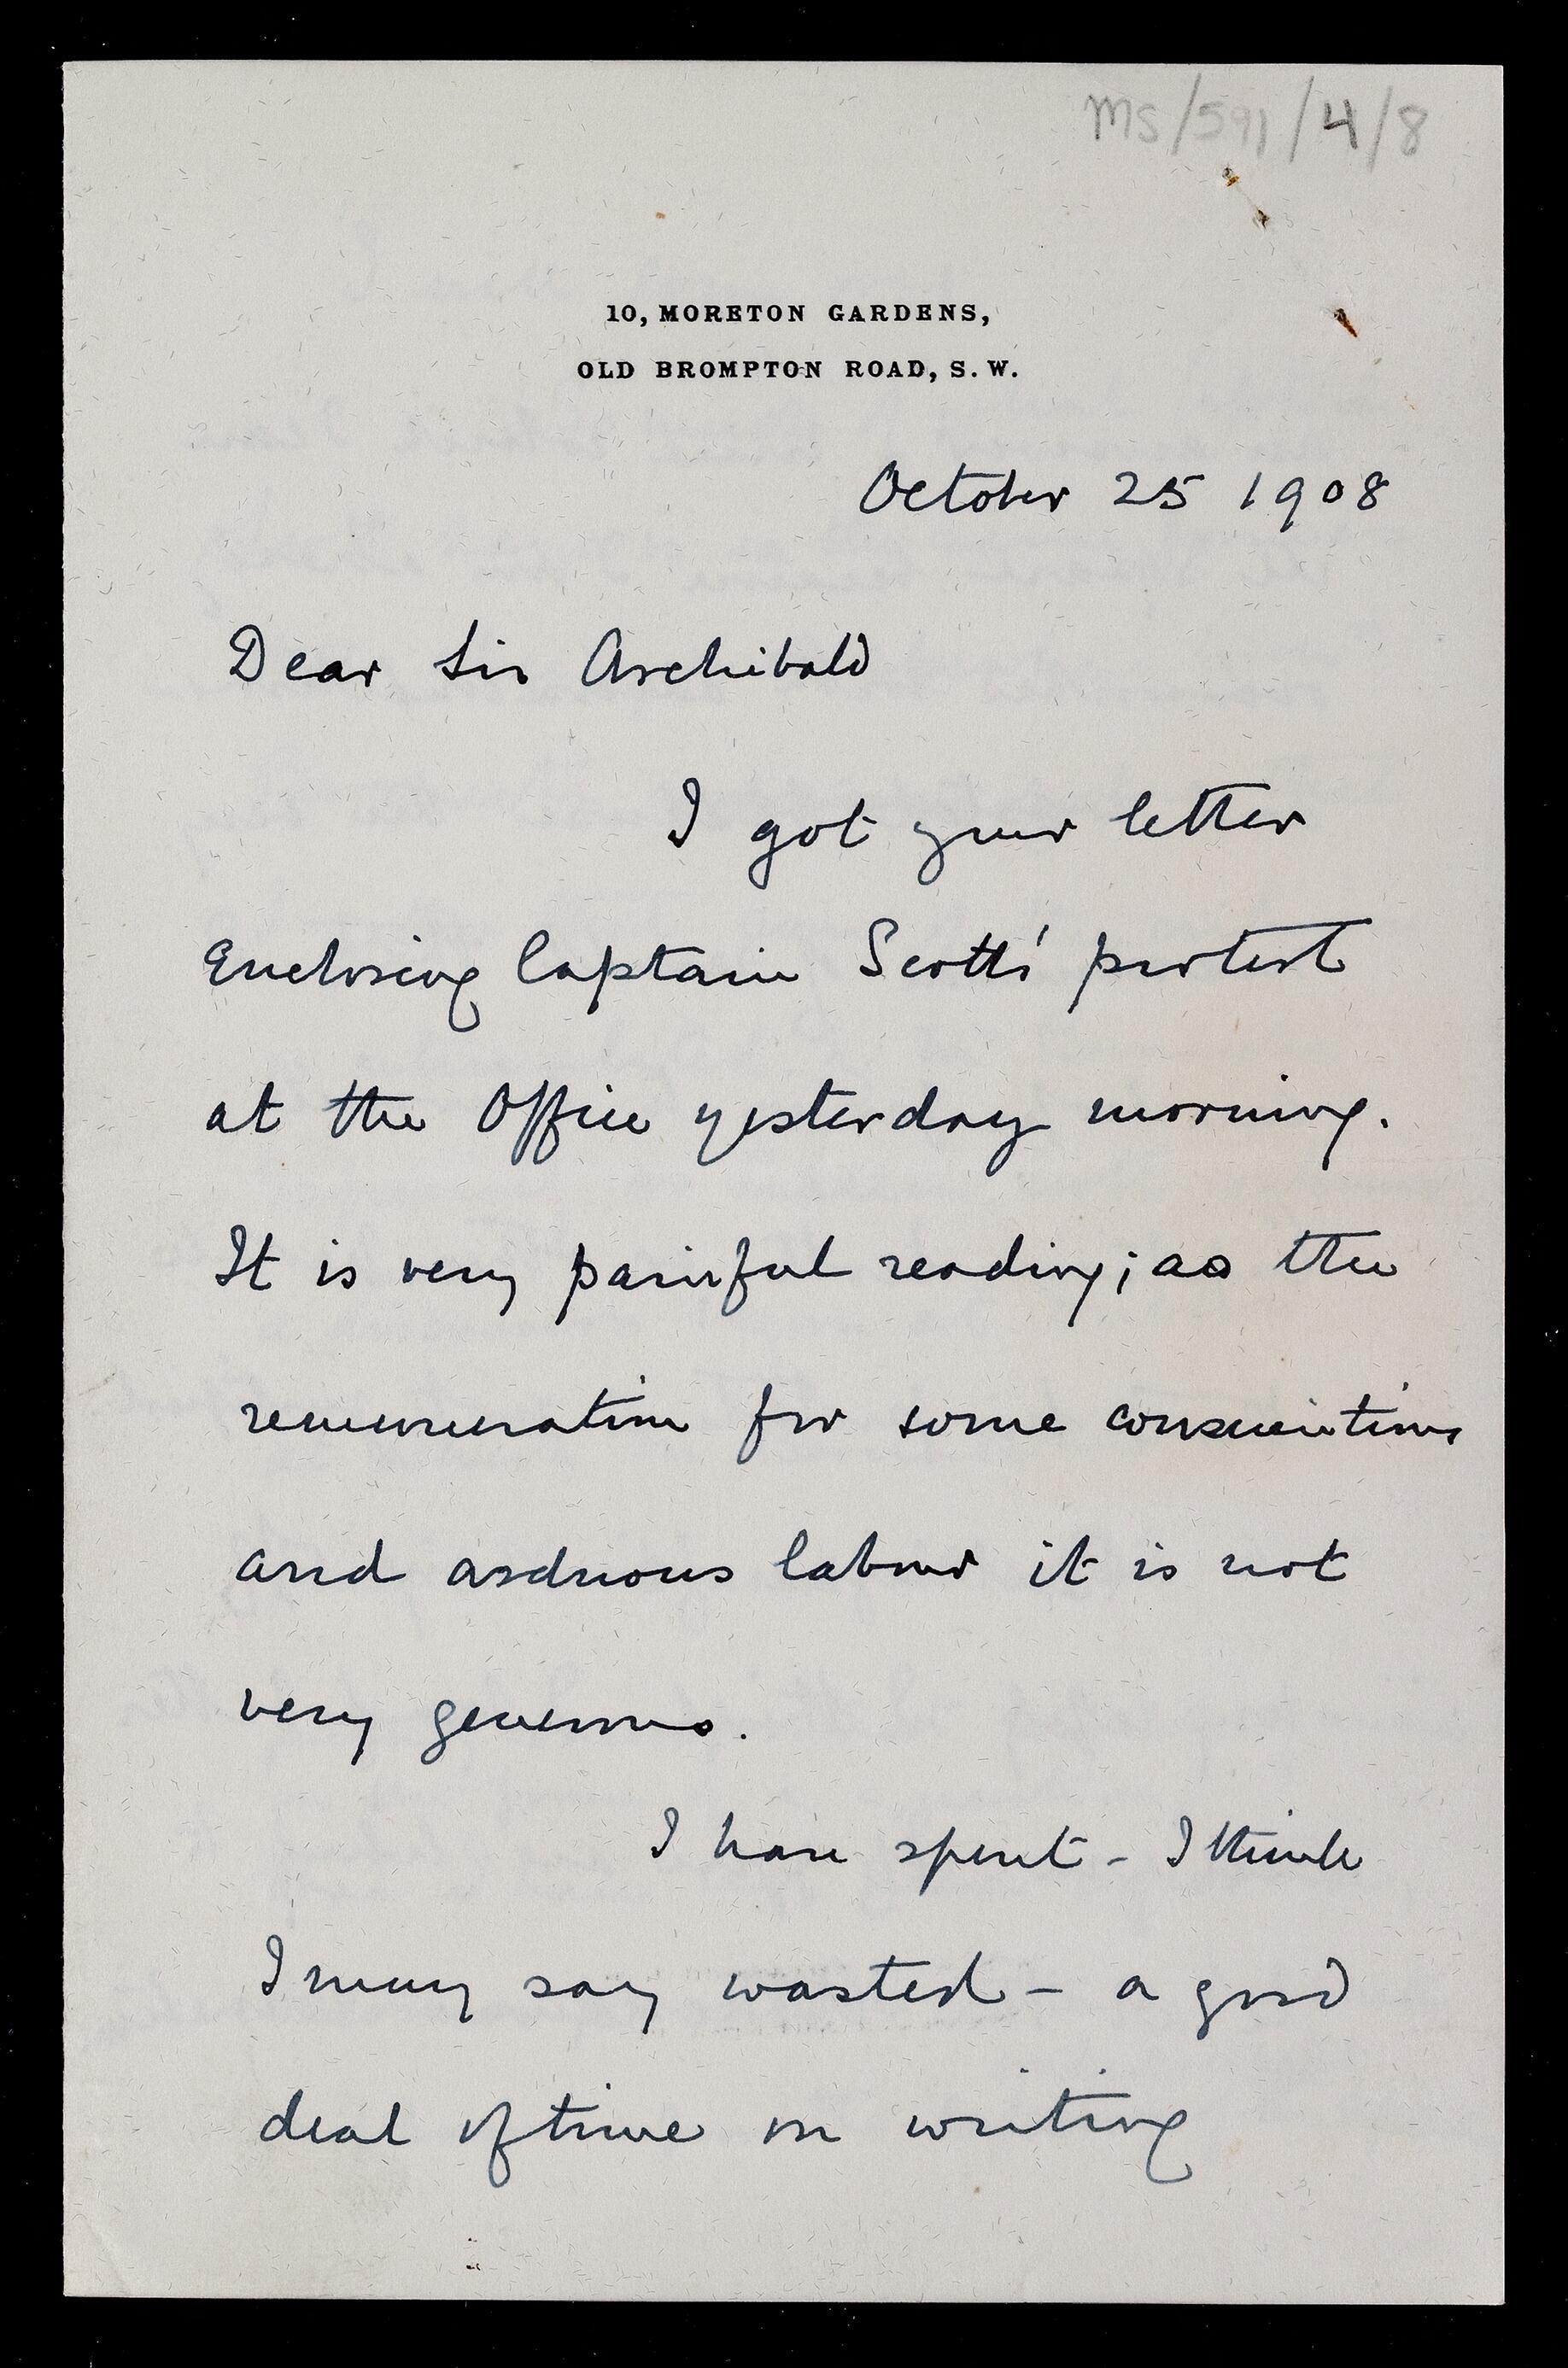 MS/591/4/8
10, MORETON GARDENS,
OLD BROMPTON ROAD, S. W.
October 25 1908
Dear Sir Archibald
I got your letter
enclosing Captain Scott's protest
at the Office yesterday morning.
It is very painful reading; as the
remuneration for some conscientious
and arduous labour it is not
very generous.
I have spent - I think
I may say wasted - a good
deal of time in writing